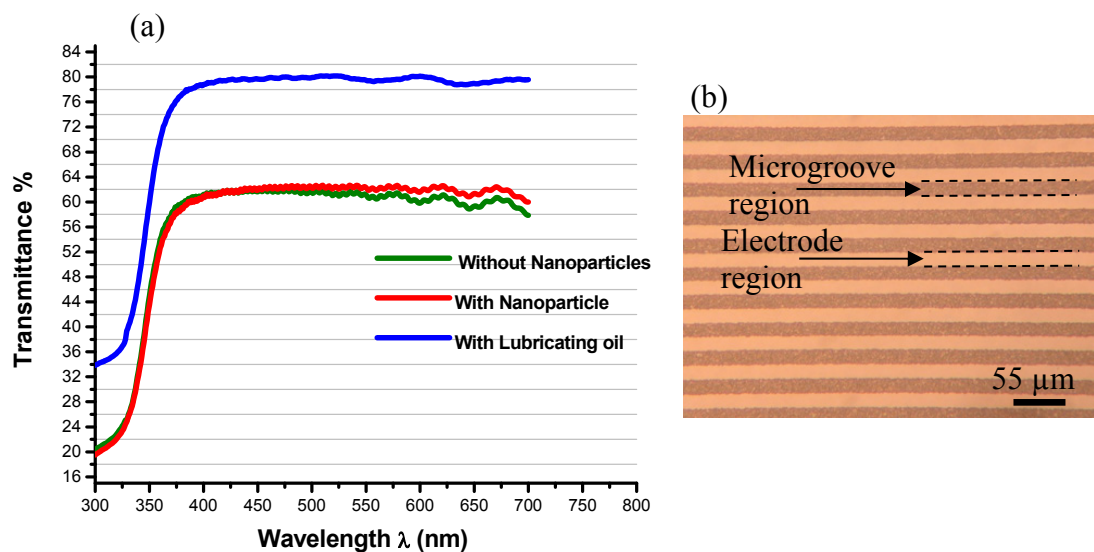 (a)
84
80
76
72
68
64
60
56
52
48
44
40
36
32
28
24
20
16
Transmittance %
300 350 400 450 500 550 600 650 700 750 800
Wavelength λ (nm)
Without Nanoparticles
With Nanoparticle
With Lubricating oil
(b)
Microgroove
region
Electrode
region
55 µm